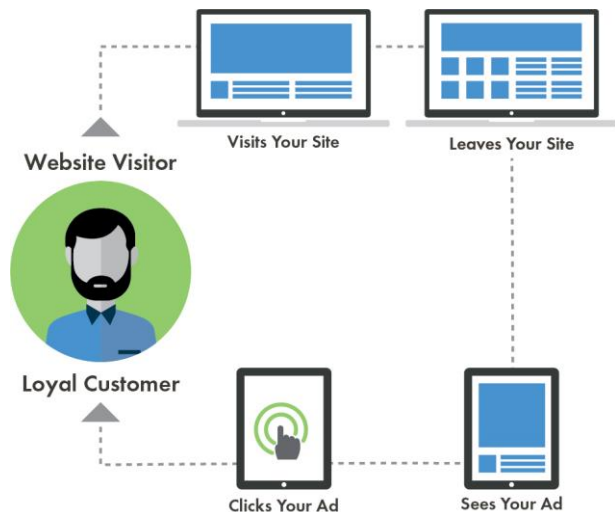 Visits Your Site
Leaves Your Site
Website Visitor
Loyal Customer
Clicks Your Ad
Sees Your Ad